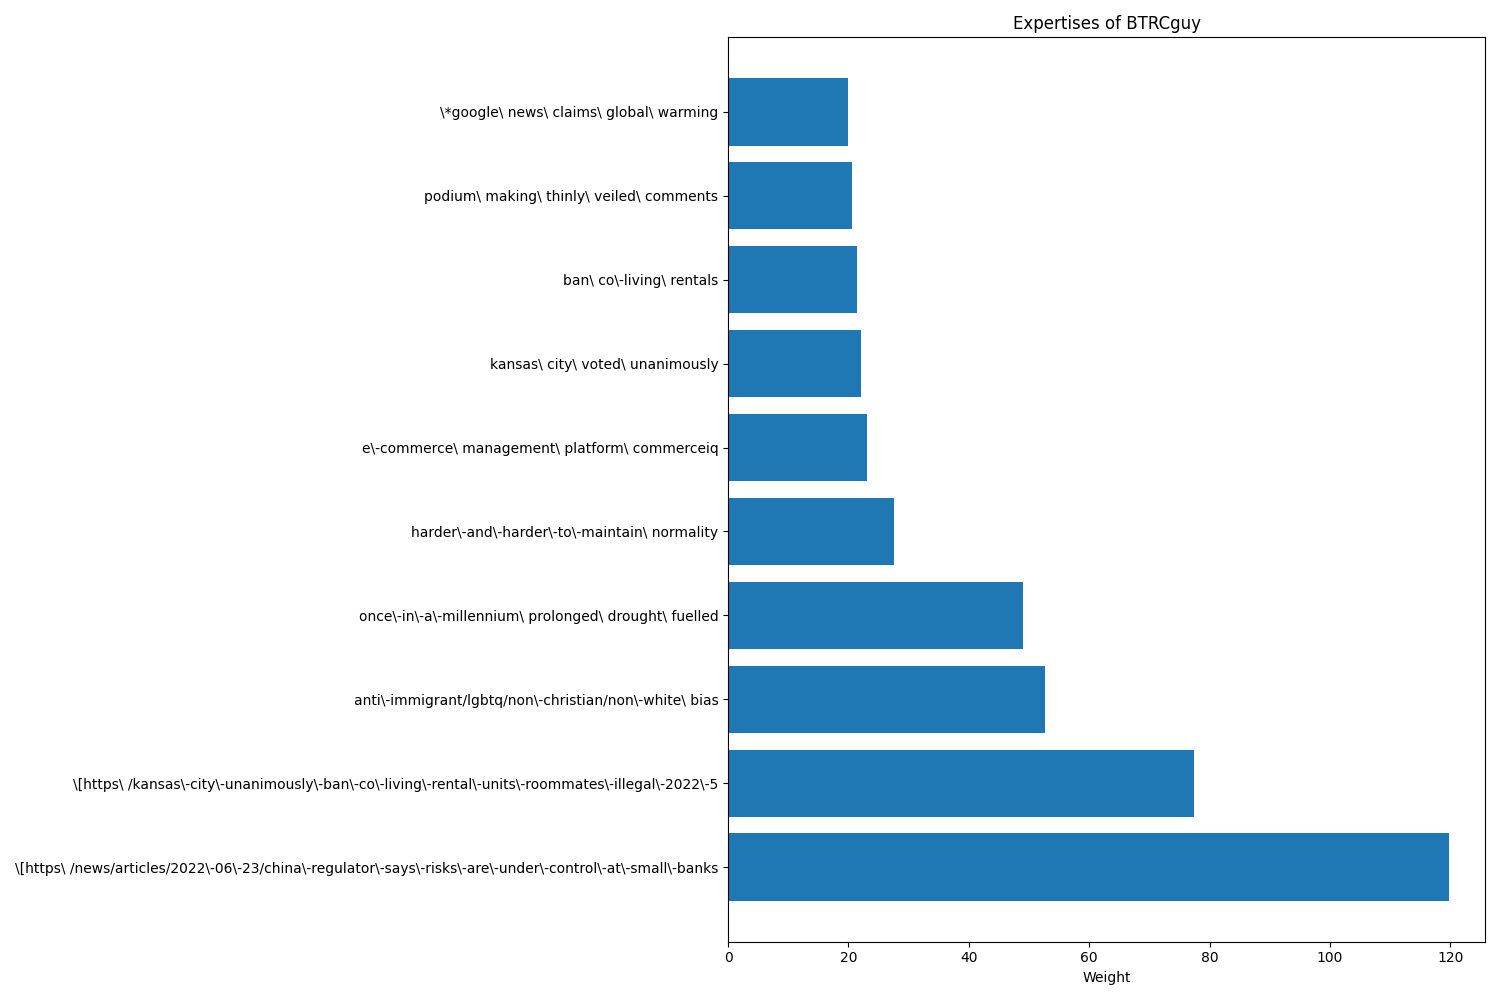 Expertises of BTRCguy
\*google\ news\ claims\ global\ warming
podium\ making\ thinly\ veiled\ comments
ban\ co\-living\ rentals
kansas\ city\ voted\ unanimously
e\-commerce\ management\ platform\ commerceiq
harder\-and\-harder\-to\-maintain\ normality
once\-in\-a\-millennium\ prolonged\ drought\ fuelled
anti\-immigrant/lgbtq/non\-christian/non\-white\ bias
\[https\ /kansas\-city\-unanimously\-ban\-co\-living\-rental\-units\-roommates\-illegal\-2022\-5
\[https\ /news/articles/2022\-06\-23/china\-regulator\-says\-risks\-are\-under\-control\-at\-small\-banks
0 20 40 60 80 100 120
Weight